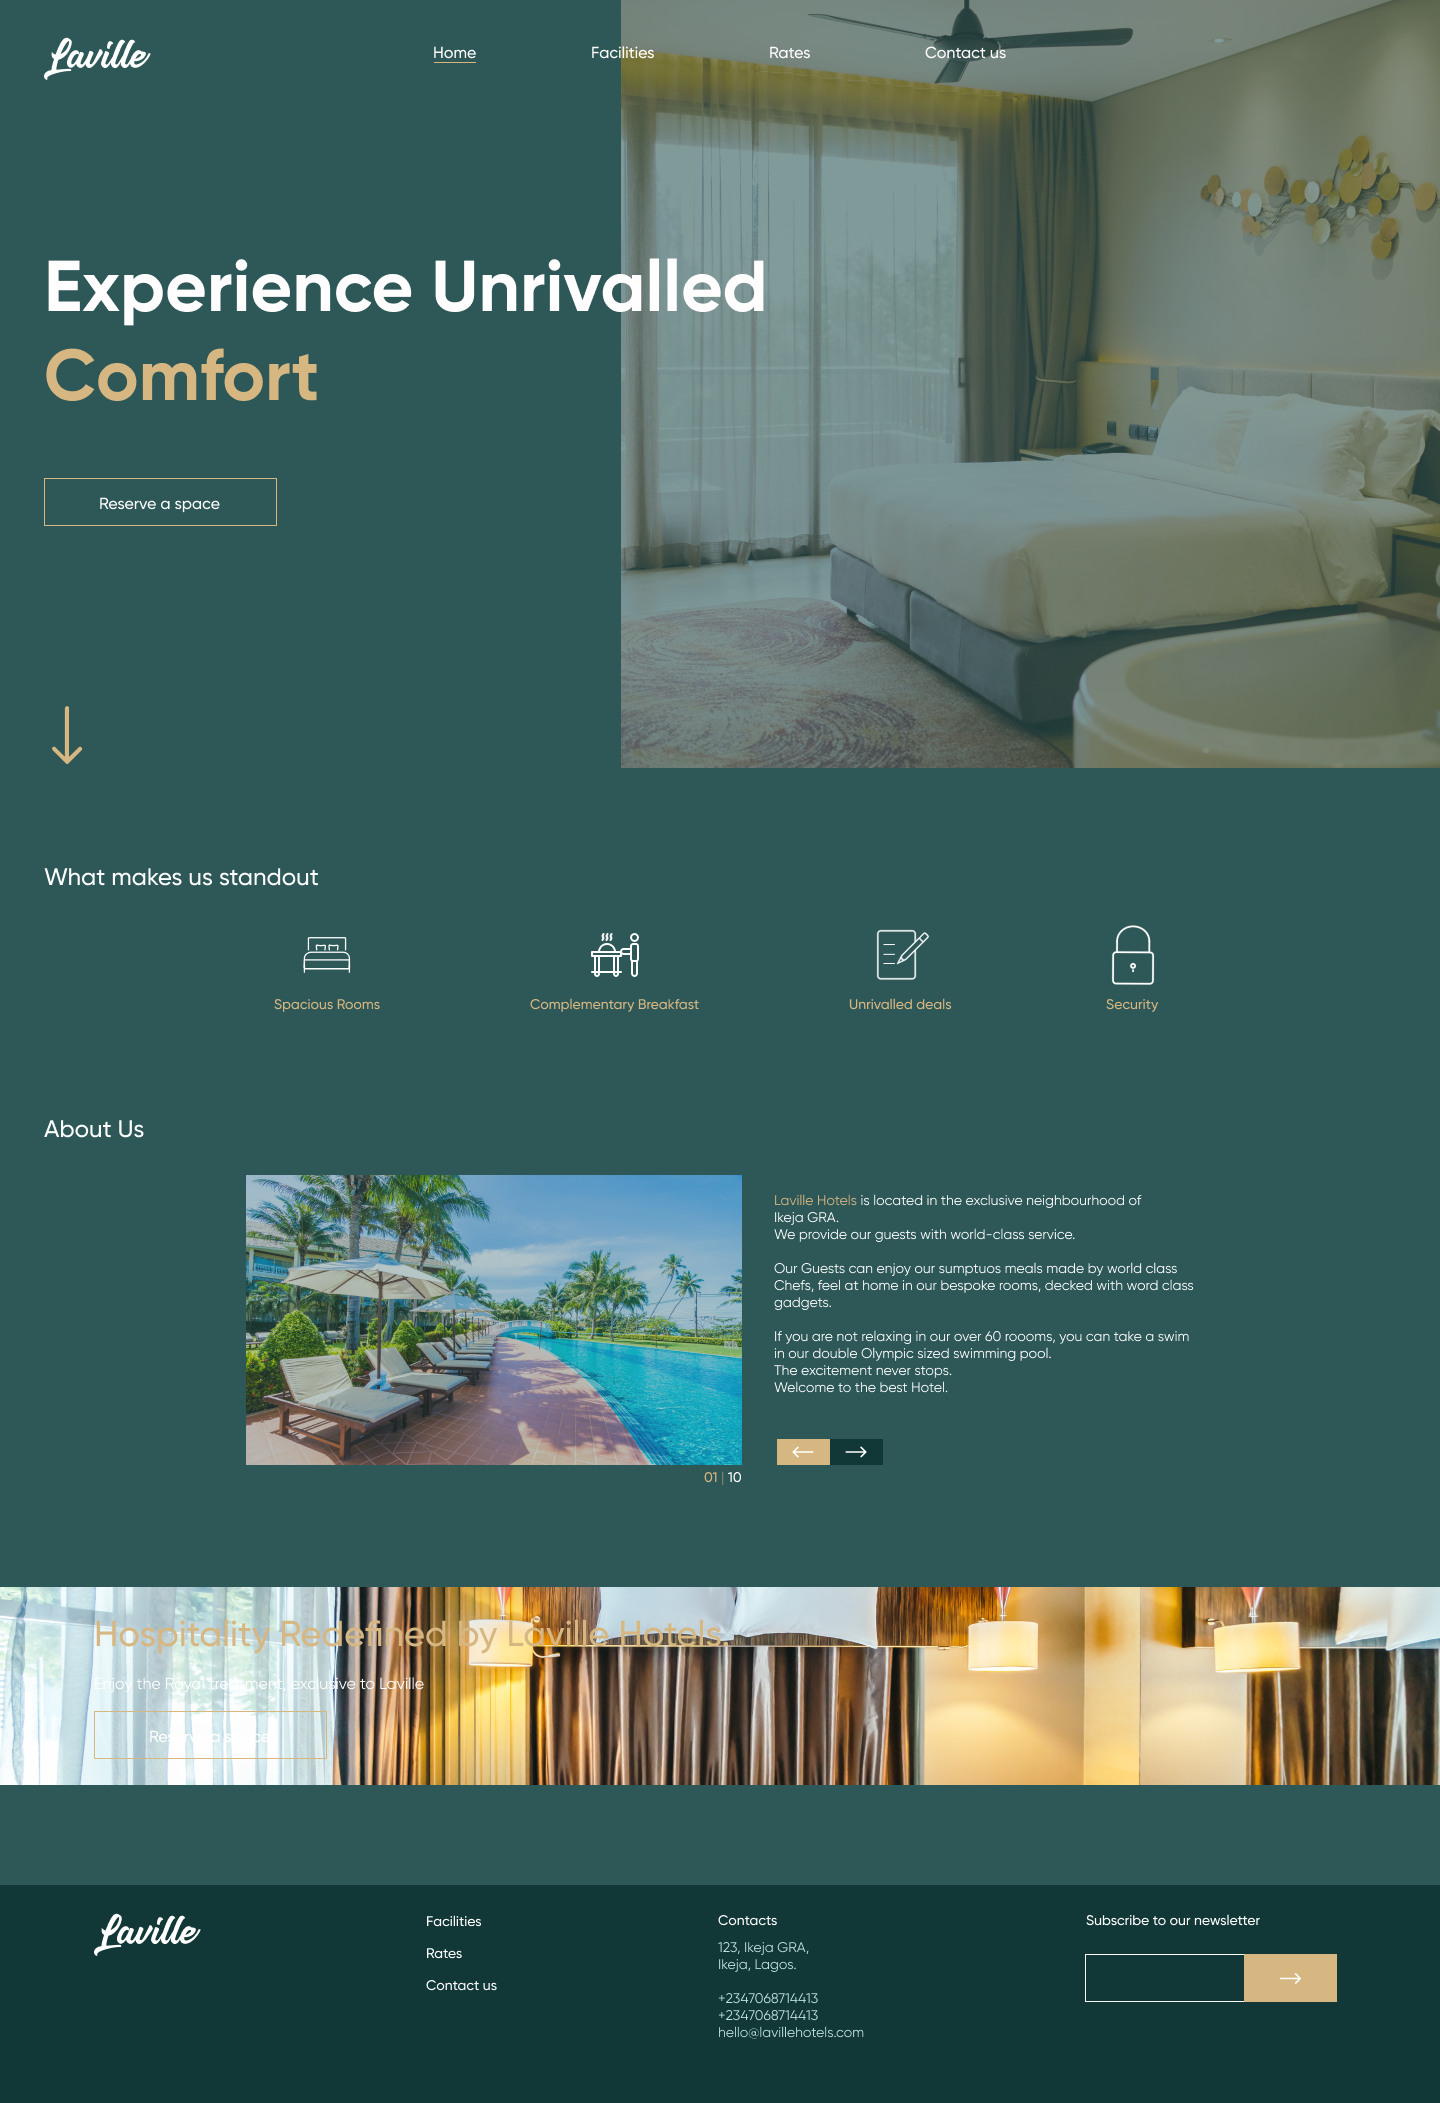 Laville
Home
Facilities
Rates
Contact us
Experience Unrivalled
Comfort
Reserve a space
What makes us standout
Spacious Rooms
Complementary Breakfast
Unrivalled deals
Security
About Us
Laville Hotels is located in the exclusive neighbourhood of
Ikeja GRA.
We provide our guests with world-class service.
Our Guests can enjoy our sumptuos meals made by world class
Chefs, feel at home in our bespoke rooms, decked with word class
gadgets.
If you are not relaxing in our over 60 roooms, you can take a swim
in our double Olympic sized swimming pool.
The excitement never stops.
Welcome to the best Hotel.
01 | 10
Hospitality Redefined by Laville Hotels.
Enjoy the Royal treatment, exclusive to Laville
Reserve a space
Laville
Facilities
Rates
Contact us
Contacts
123, Ikeja GRA,
Ikeja, Lagos.
+2347068714413
+2347068714413
hello@lavillehotels.com
Subscribe to our newsletter